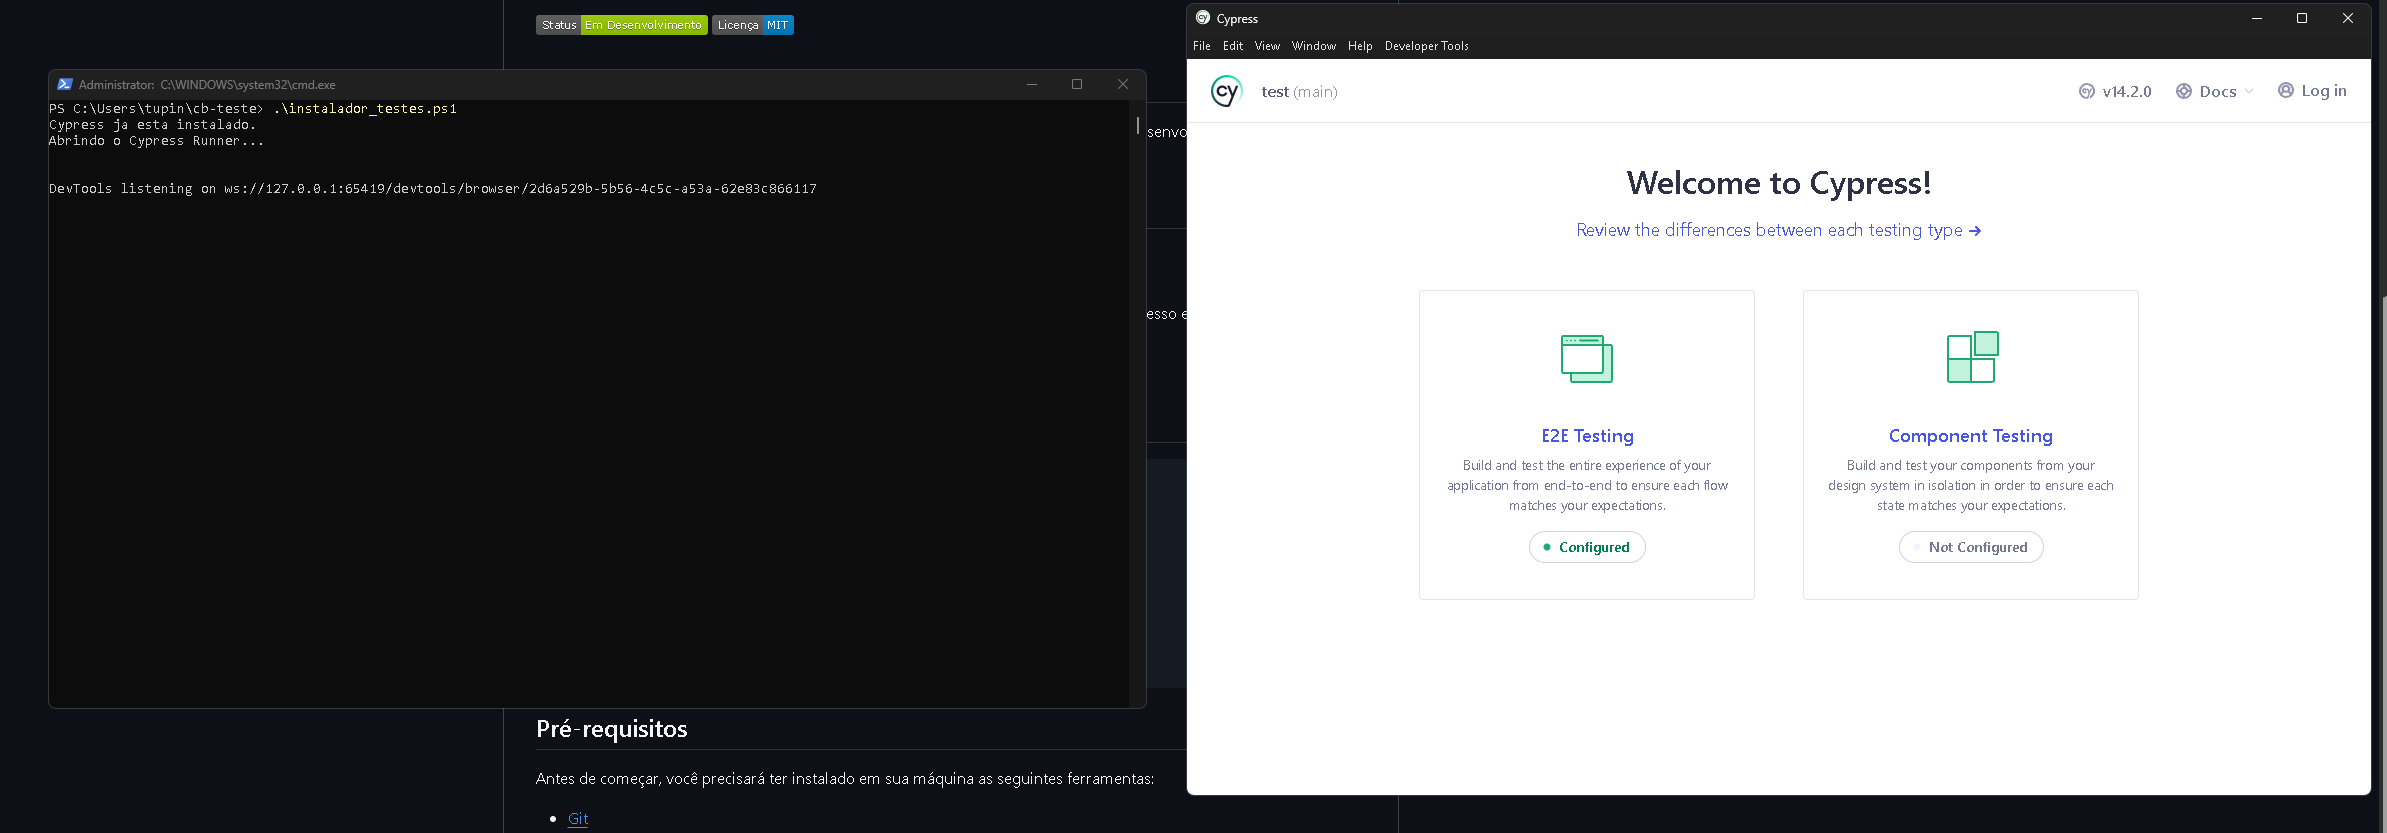 Status Em Desenvolvimento Licença MIT
Administrator: C:\WINDOWS\system32\cmd.exe
PS C:\Users\tupin\cb-teste> .\instalador_testes.ps1
Cypress ja esta instalado.
Abrindo o Cypress Runner...
DevTools listening on ws://127.0.0.1:65419/devtools/browser/2d6a529b-5b56-4c5c-a53a-62e83c866117
senvo
esso e
Pré-requisitos
Antes de começar, você precisará ter instalado em sua máquina as seguintes ferramentas:
Git
cy Cypress
File Edit View Window Help Developer Tools
cy test (main) v14.2.0 Docs Log in
Welcome to Cypress!
Review the differences between each testing type →
E2E Testing
Build and test the entire experience of your
application from end-to-end to ensure each flow
matches your expectations.
Configured
Component Testing
Build and test your components from your
design system in isolation in order to ensure each
state matches your expectations.
Not Configured